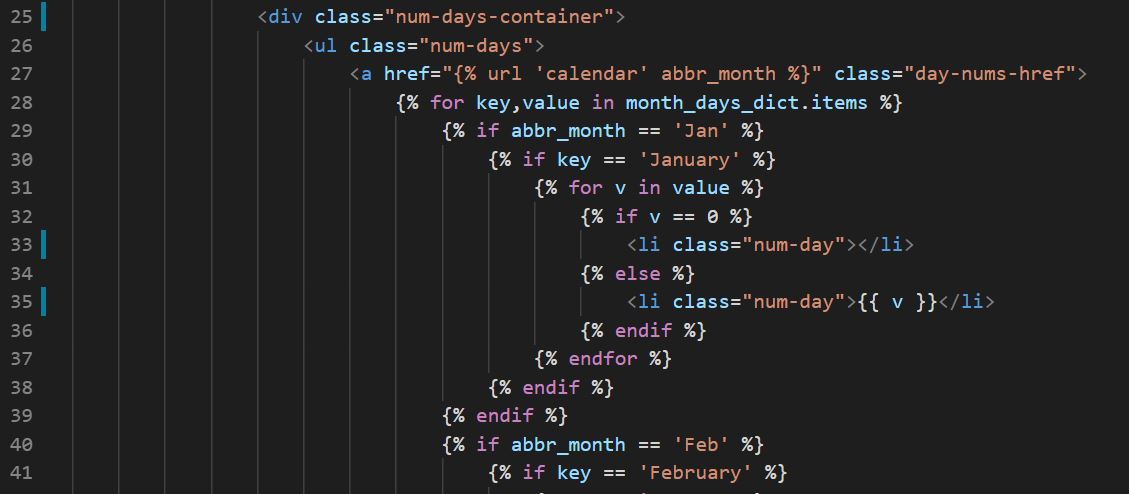 25 <div class="num-days-container">
26 <ul class="num-days">
27 <a href="{% url 'calendar' abbr_month %}" class="day-nums-href">
28 {% for key,value in month_days_dict.items %}
29 {% if abbr_month == 'Jan' %}
30 {% if key == 'January' %}
31 {% for v in value %}
32 {% if v == 0 %}
33 <li class="num-day"></li>
34 {% else %}
35 <li class="num-day">{{ v }}</li>
36 {% endif %}
37 {% endfor %}
38 {% endif %}
39 {% endif %}
40 {% if abbr_month == 'Feb' %}
41 {% if key == 'February' %}